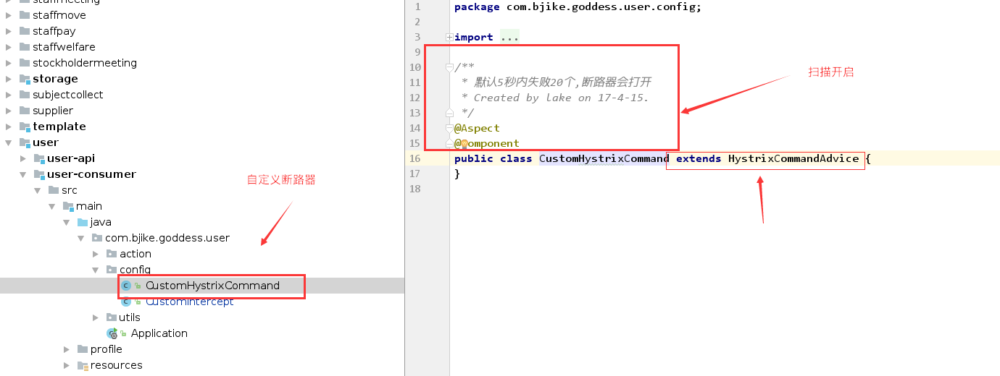 staffmeeting
staffmove
staffpay
staffwelfare
stockholdermeeting
storage
subjectcollect
supplier
template
user
user-api
user-consumer
src
main
java
com.bjike.goddess.user
action
config
CustomHystrixCommand
CustomIntercept
utils
Application
profile
resources
自定义断路器
1 package com.bjike.goddess.user.config;
2
3 import ...
9
10 /**
11 * 默认5秒内失败20个,断路器会打开
12 * Created by lake on 17-4-15.
13 */
14 @Aspect
15 @Component
16 public class CustomHystrixCommand extends HystrixCommandAdvice {
17 }
18
扫描开启